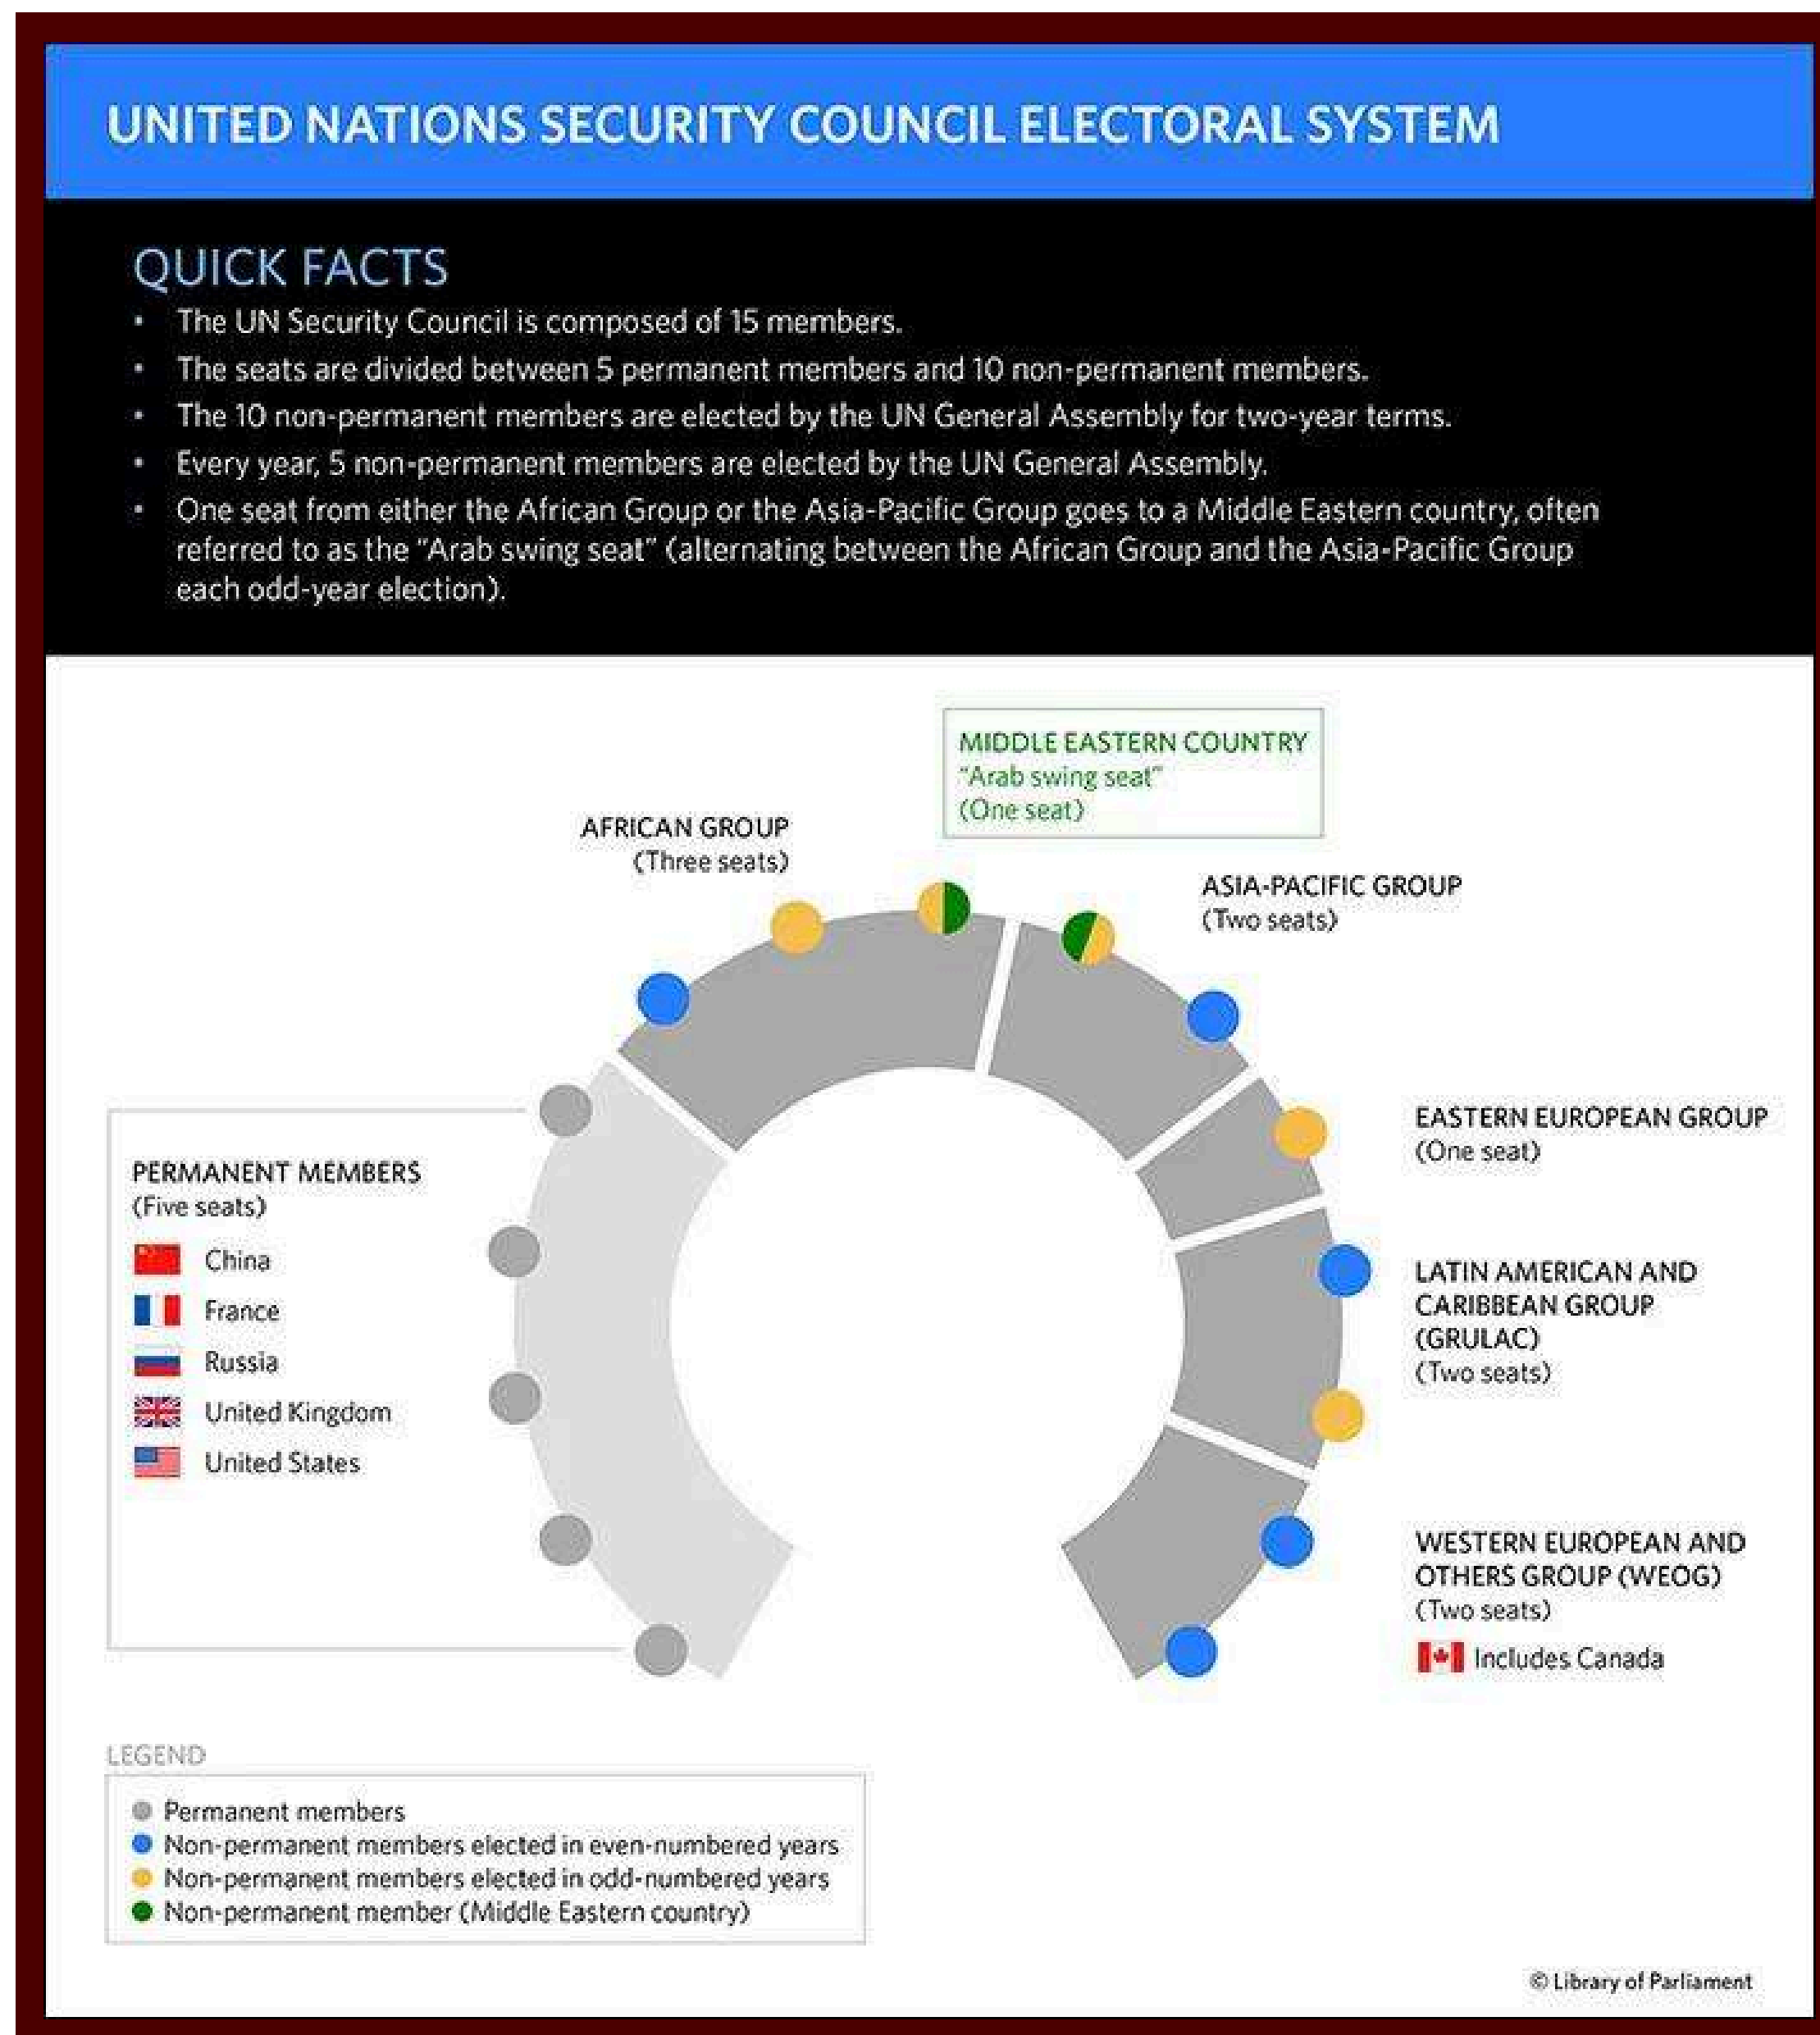 UNITED NATIONS SECURITY COUNCIL ELECTORAL SYSTEM
QUICK FACTS
• The UN Security Council is composed of 15 members.
• The seats are divided between 5 permanent members and 10 non-permanent members.
• The 10 non-permanent members are elected by the UN General Assembly for two-year terms.
• Every year, 5 non-permanent members are elected by the UN General Assembly.
• One seat from either the African Group or the Asia-Pacific Group goes to a Middle Eastern country, often
referred to as the "Arab swing seat" (alternating between the African Group and the Asia-Pacific Group
each odd-year election).
MIDDLE EASTERN COUNTRY
"Arab swing seat"
(One seat)
AFRICAN GROUP
(Three seats)
ASIA-PACIFIC GROUP
(Two seats)
EASTERN EUROPEAN GROUP
(One seat)
PERMANENT MEMBERS
(Five seats)
China
France
Russia
United Kingdom
United States
LATIN AMERICAN AND
CARIBBEAN GROUP
(GRULAC)
(Two seats)
WESTERN EUROPEAN AND
OTHERS GROUP (WEOG)
(Two seats)
Includes Canada
LEGEND
Permanent members
Non-permanent members elected in even-numbered years
Non-permanent members elected in odd-numbered years
Non-permanent member (Middle Eastern country)
© Library of Parliament